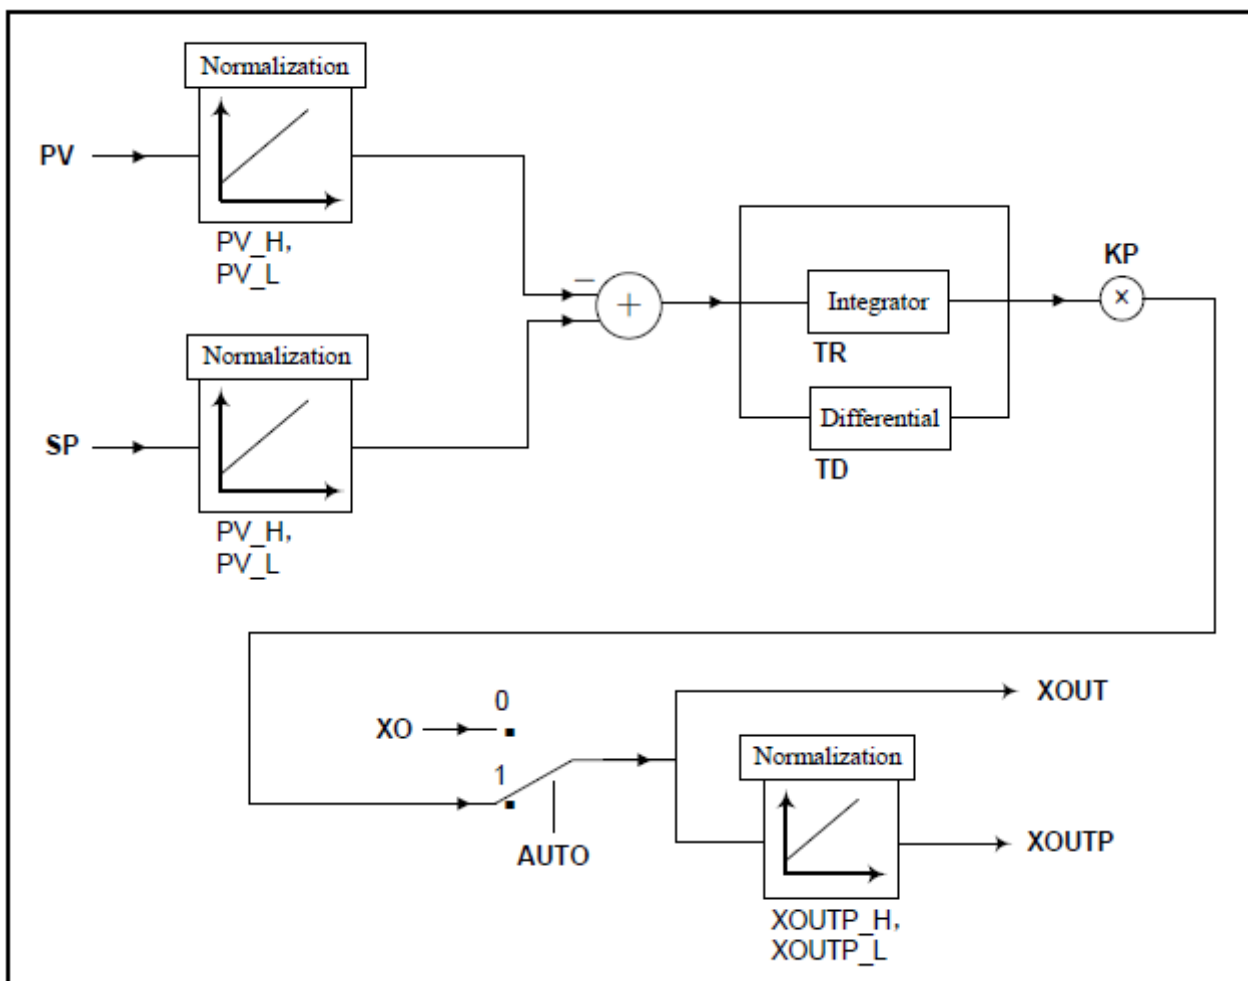 Normalization
PV
PV_H,
PV_L
Normalization
SP
PV_H,
PV_L
−
+
Integrator
TR
Differential
TD
KP
×
0
XO
1
AUTO
XOUT
Normalization
XOUTP
XOUTP_H,
XOUTP_L